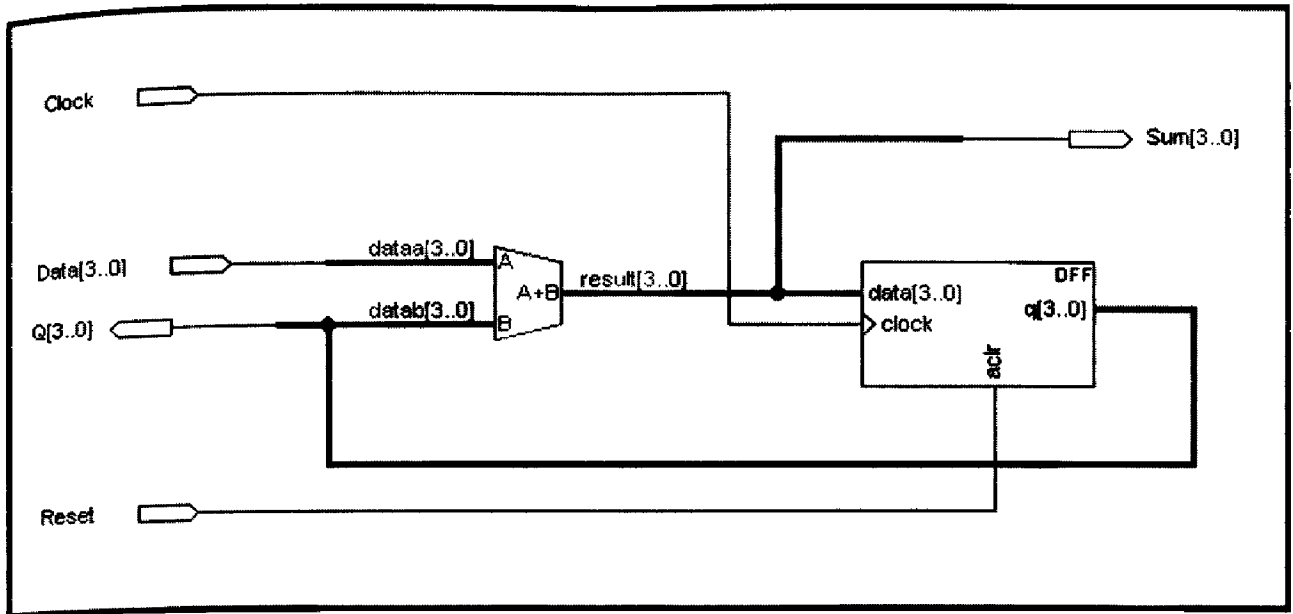 Clock
Sum[3..0]
Data[3..0]
dataa[3..0]
A
A+B
result[3..0]
DFF
data[3..0]
q[3..0]
Q[3..0]
datab[3..0]
B
clock
aclr
Reset